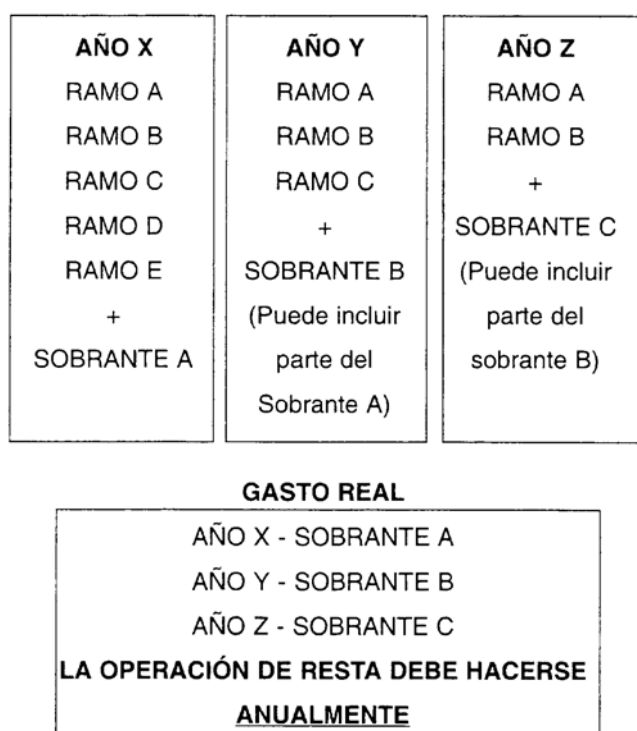 AÑO X
RAMO A
RAMO B
RAMO C
RAMO D
RAMO E
+
SOBRANTE A
AÑO Y
RAMO A
RAMO B
RAMO C
+
SOBRANTE B
(Puede incluir
parte del
Sobrante A)
AÑO Z
RAMO A
RAMO B
+
SOBRANTE C
(Puede incluir
parte del
sobrante B)
GASTO REAL
AÑO X - SOBRANTE A
AÑO Y - SOBRANTE B
AÑO Z - SOBRANTE C
LA OPERACIÓN DE RESTA DEBE HACERSE
ANUALMENTE